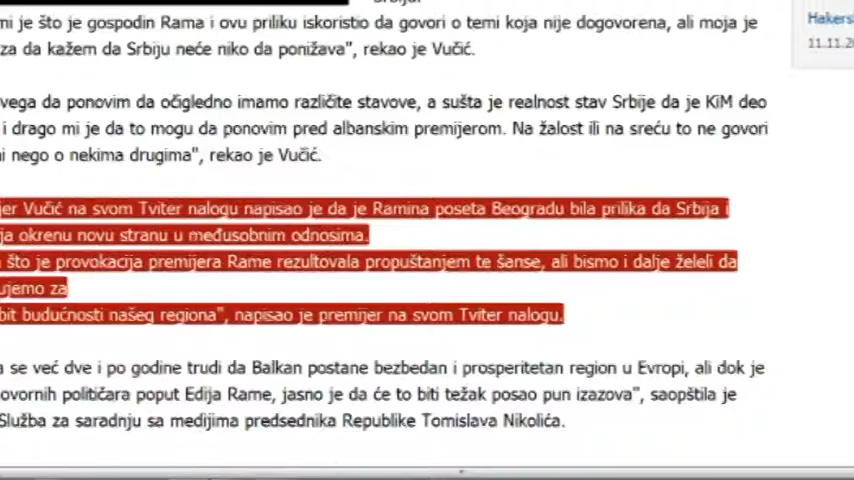 Srbija.
mi je što je gospodin Rama i ovu priliku iskoristio da govori o temi koja nije dogovorena, ali moja je
za da kažem da Srbiju neće niko da ponižava", rekao je Vučić.
vega da ponovim da očigledno imamo različite stavove, a sušta je realnost stav Srbije da je KiM deo
i drago mi je da to mogu da ponovim pred albanskim premijerom. Na žalost ili na sreću to ne govori
i nego o nekima drugima", rekao je Vučić.
jer Vučić na svom Tviter nalogu napisao je da je Ramina poseta Beogradu bila prilika da Srbija i
ja okrenu novu stranu u međusobnim odnosima.
što je provokacija premijera Rame rezultovala propuštanjem te šanse, ali bismo i dalje želeli da
ujemo za
bit budućnosti našeg regiona", napisao je premijer na svom Tviter nalogu.
a se već dve i po godine trudi da Balkan postane bezbedan i prosperitetan region u Evropi, ali dok je
ovornih političara poput Edija Rame, jasno je da će to biti težak posao pun izazova", saopštila je
Služba za saradnju sa medijima predsednika Republike Tomislava Nikolića.
Hakers
11.11.2